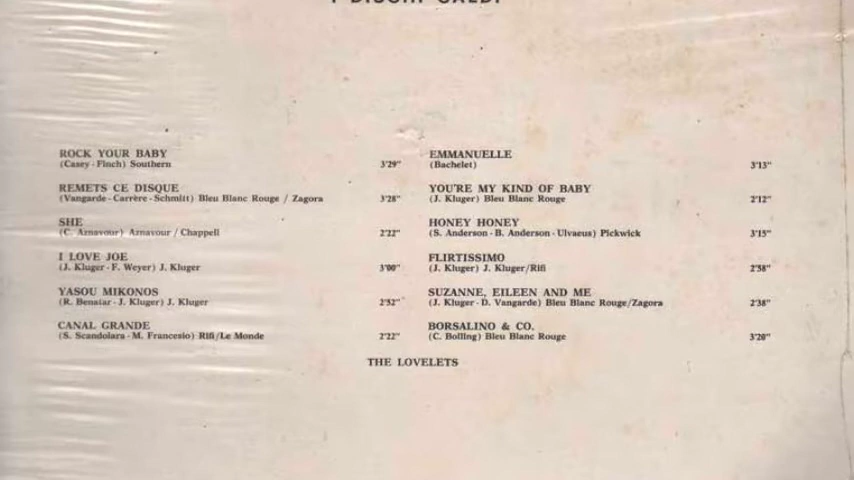 I DISCHI CALDI
ROCK YOUR BABY
(Casey - Finch) Southern 3'29"
REMETS CE DISQUE
(Vangarde - Carrère - Schmitt) Bleu Blanc Rouge / Zagora 3'28"
SHE
(C. Aznavour) Aznavour / Chappell 2'22"
I LOVE JOE
(J. Kluger - F. Weyer) J. Kluger 3'00"
YASOU MIKONOS
(R. Benatar - J. Kluger) J. Kluger 2'52"
CANAL GRANDE
(S. Scandolara - M. Francesio) Rifi/Le Monde 2'22"
EMMANUELLE
(Bachelet) 3'13"
YOU'RE MY KIND OF BABY
(J. Kluger) Bleu Blanc Rouge 2'12"
HONEY HONEY
(S. Anderson - B. Anderson - Ulvaeus) Pickwick 3'15"
FLIRTISSIMO
(J. Kluger) J. Kluger/Rifi 2'58"
SUZANNE, EILEEN AND ME
(J. Kluger - D. Vangarde) Bleu Blanc Rouge/Zagora 2'38"
BORSALINO & CO.
(C. Bolling) Bleu Blanc Rouge 3'20"
THE LOVELETS